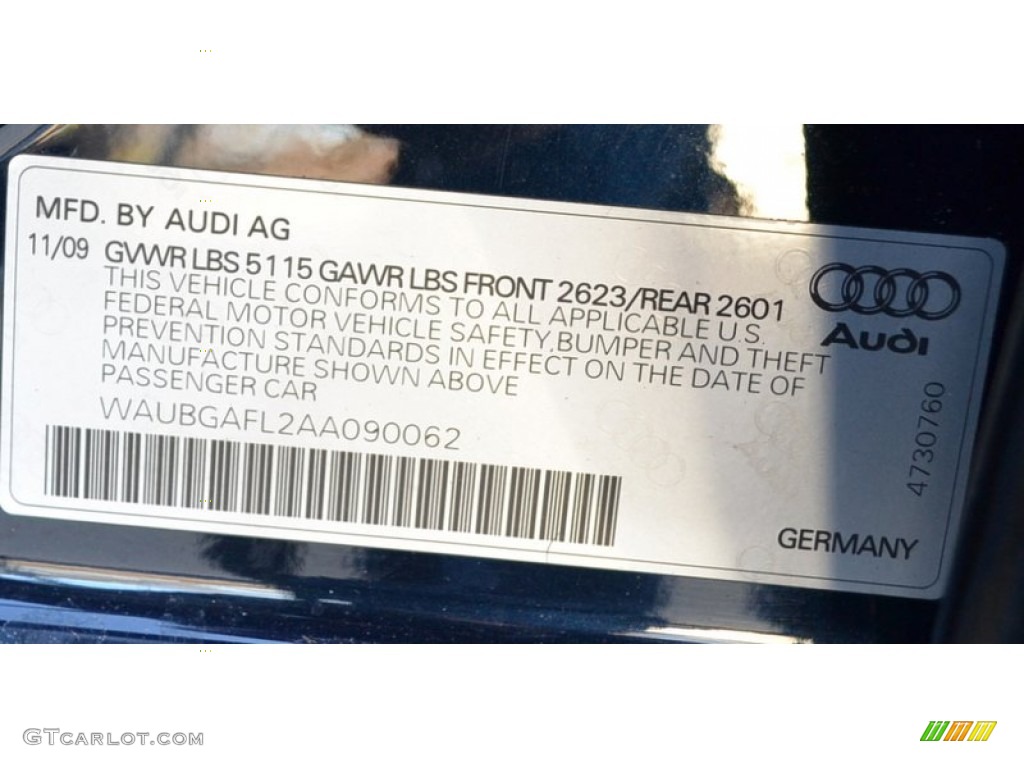 MFD. BY AUDI AG
11/09 GVWR LBS 5115 GAWR LBS FRONT 2623/REAR 2601
THIS VEHICLE CONFORMS TO ALL APPLICABLE U.S.
FEDERAL MOTOR VEHICLE SAFETY,BUMPER AND THEFT
PREVENTION STANDARDS IN EFFECT ON THE DATE OF
MANUFACTURE SHOWN ABOVE
PASSENGER CAR
WAUBGAFL2AA090062
Audi
4730760
GERMANY
GTCARLOT.COM